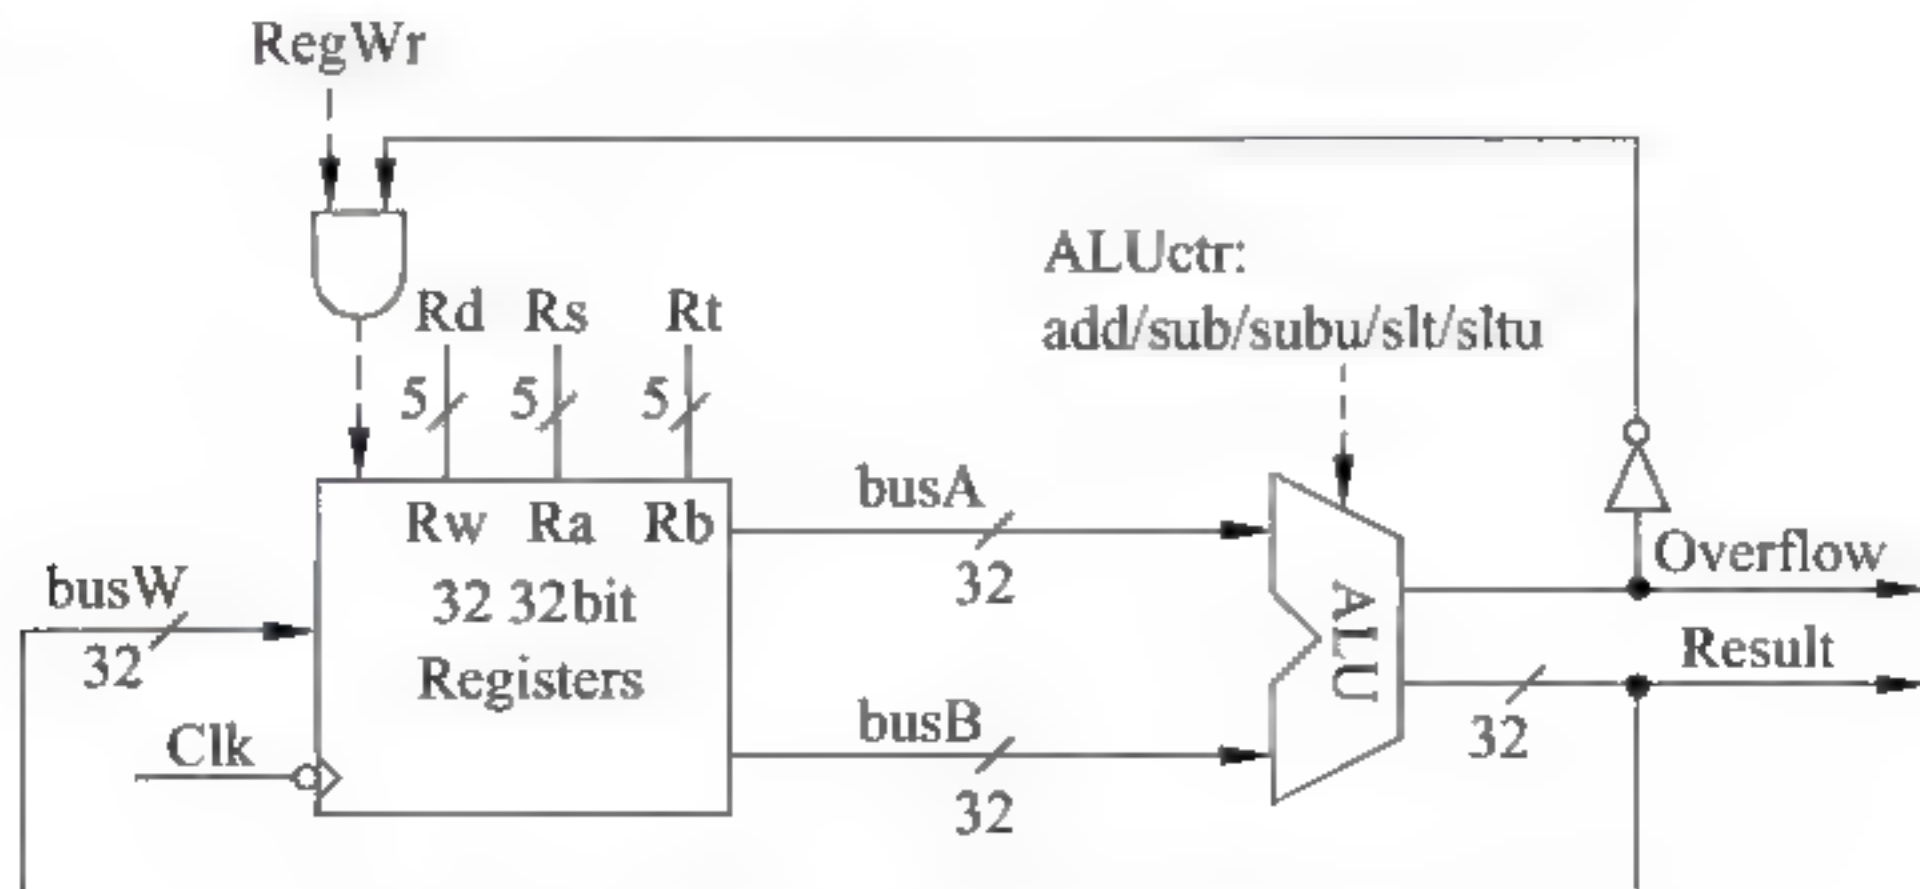 RegWr
ALUctr:
add/sub/subu/slt/sltu
Rd Rs Rt
5 5 5
Rw Ra Rb
32 32bit
Registers
busW
32
Clk
busA
32
busB
32
ALU
Overflow
Result
32